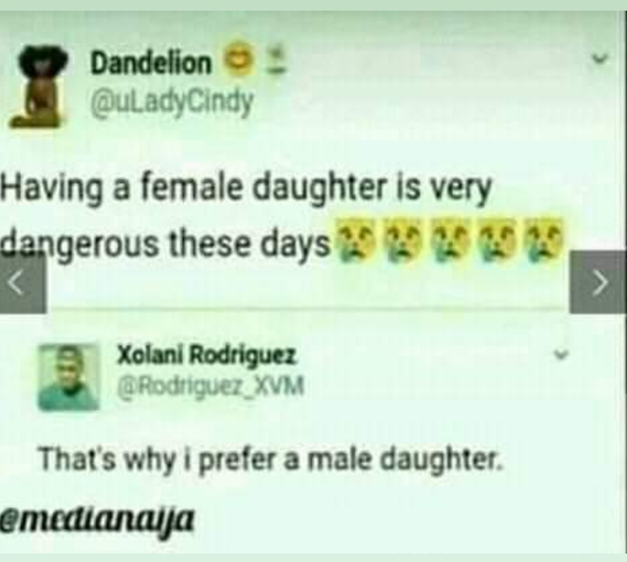 Dandelion 😊
@uLadyCindy
Having a female daughter is very
dangerous these days😢😢😢😢😢
Xolani Rodriguez
@Rodriguez_XVM
That's why i prefer a male daughter.
@medianaija